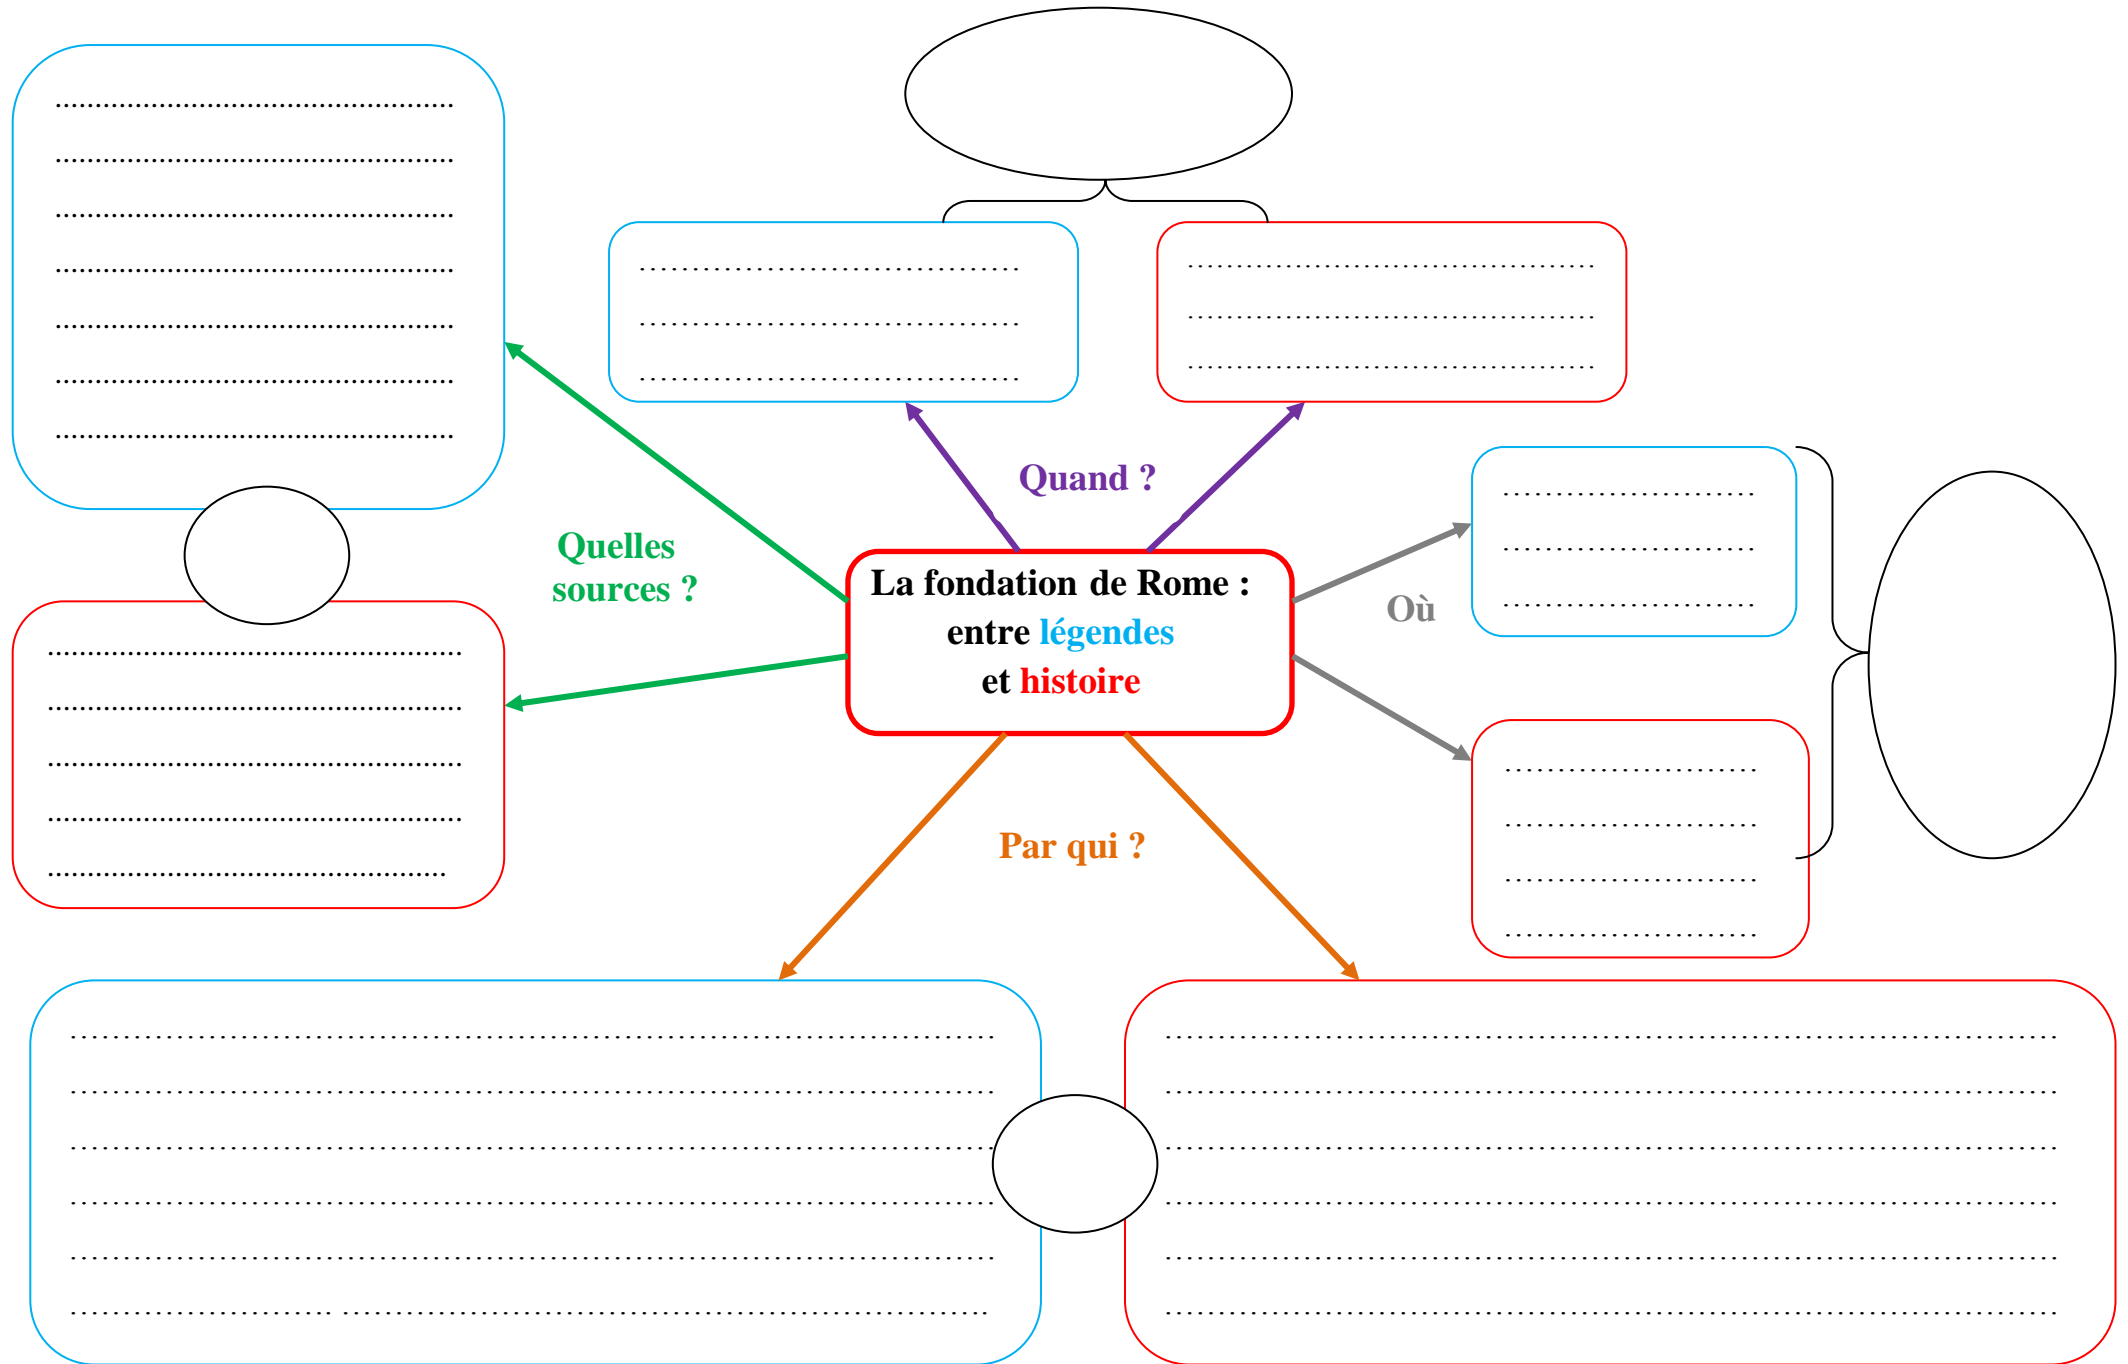 Quand ?
Quelles
sources ?
La fondation de Rome :
entre légendes
et histoire
Où
Par qui ?